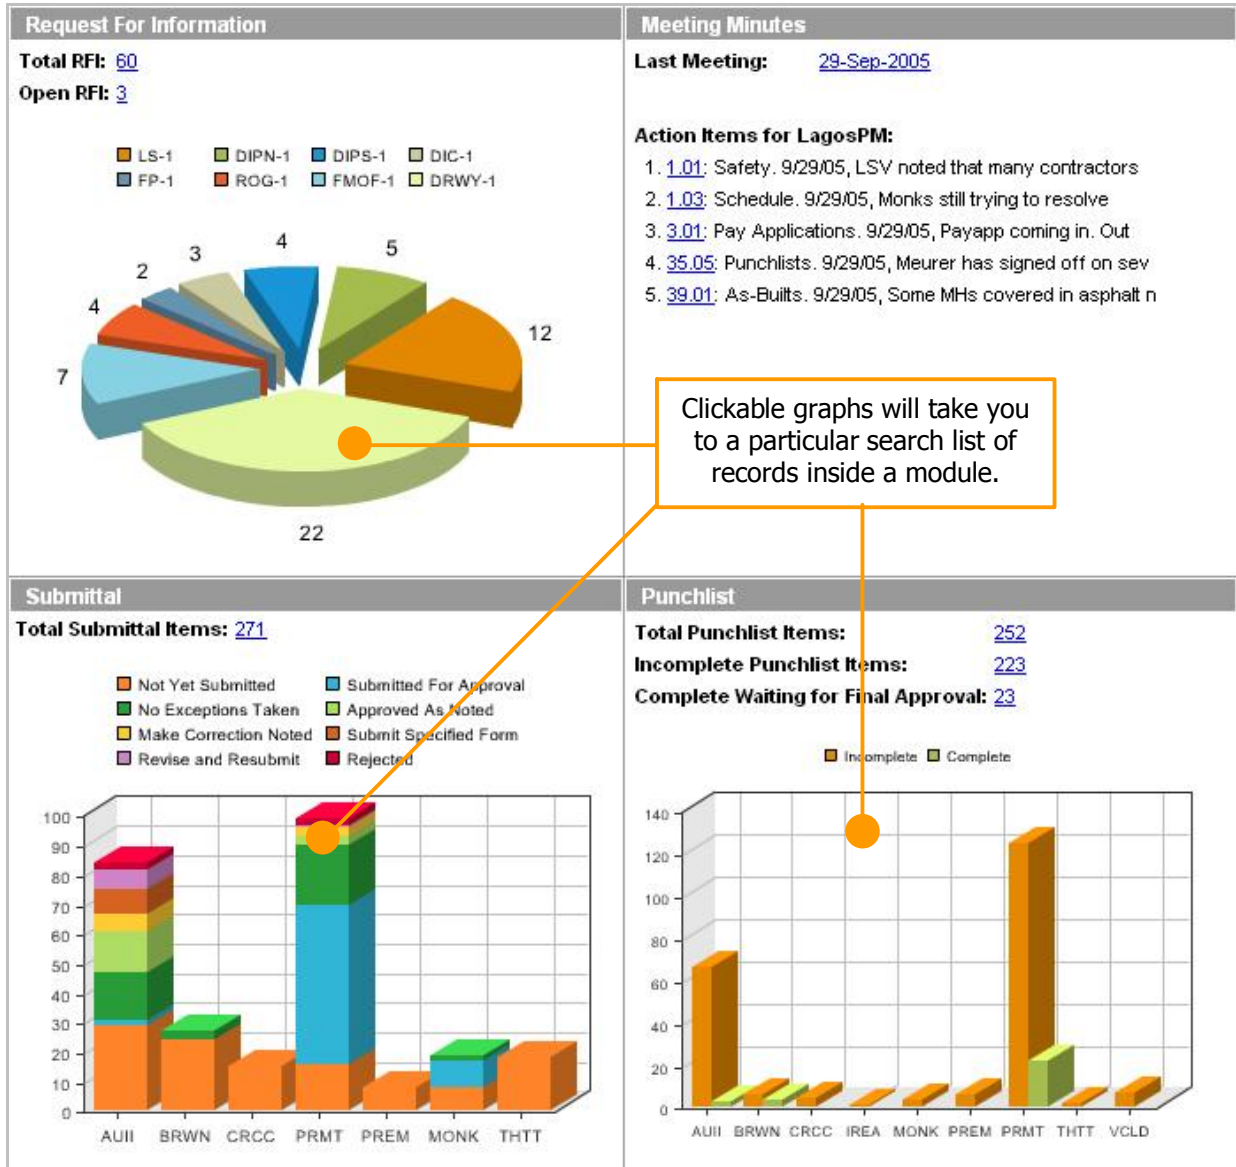 Request For Information
Total RFI: 60
Open RFI: 3
LS-1 DIPN-1 DIPS-1 DIC-1
FP-1 ROG-1 FMOF-1 DRWY-1
4
5
3
2
4
12
7
22
Meeting Minutes
Last Meeting: 29-Sep-2005
Action Items for LagosPM:
1. 1.01: Safety. 9/29/05, LSV noted that many contractors
2. 1.03: Schedule. 9/29/05, Monks still trying to resolve
3. 3.01: Pay Applications. 9/29/05, Payapp coming in. Out
4. 35.05: Punchlists. 9/29/05, Meurer has signed off on sev
5. 39.01: As-Builts. 9/29/05, Some MHs covered in asphalt n
Clickable graphs will take you
to a particular search list of
records inside a module.
Submittal
Total Submittal Items: 271
Not Yet Submitted Submitted For Approval
No Exceptions Taken Approved As Noted
Make Correction Noted Submit Specified Form
Revise and Resubmit Rejected
100
90
80
70
60
50
40
30
20
10
0
AUII BRWN CRCC PRMT PREM MONK THTT
Punchlist
Total Punchlist Items: 252
Incomplete Punchlist Items: 223
Complete Waiting for Final Approval: 23
Incomplete Complete
140
120
100
80
60
40
20
0
AUII BRWN CRCC IREA MONK PREM PRMT THTT VCLD